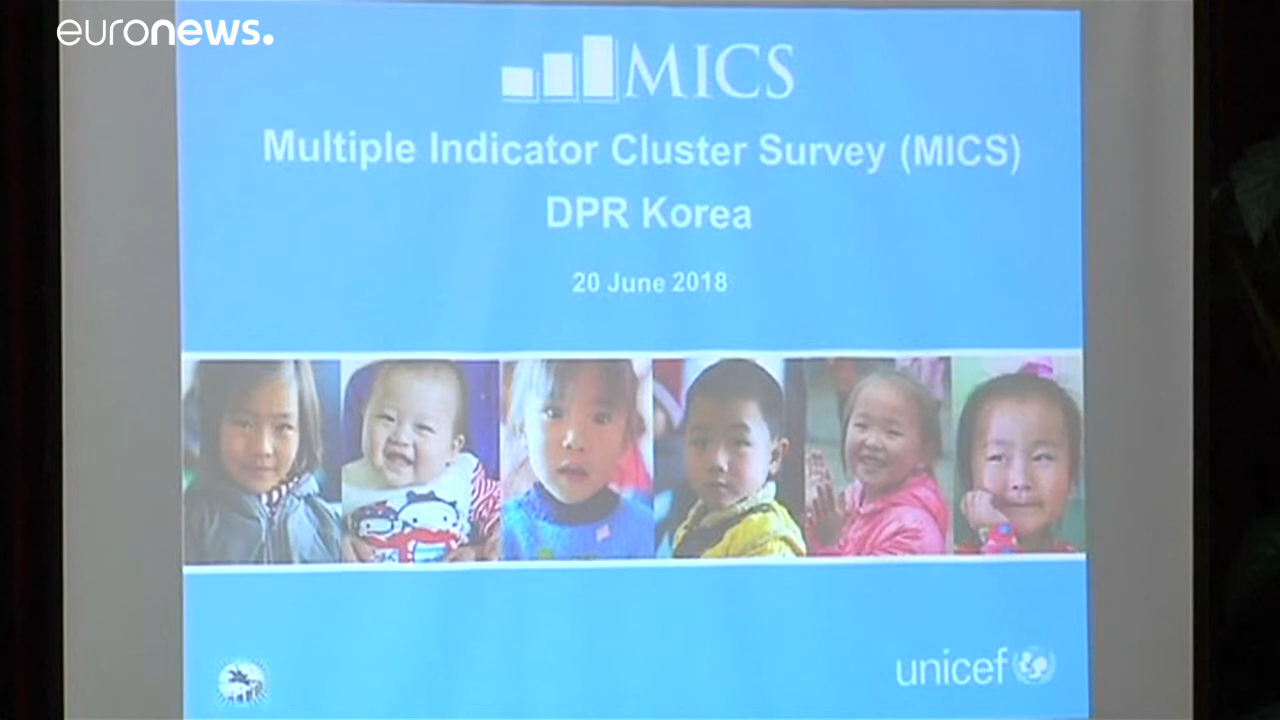 euronews.
MICS
Multiple Indicator Cluster Survey (MICS)
DPR Korea
20 June 2018
unicef